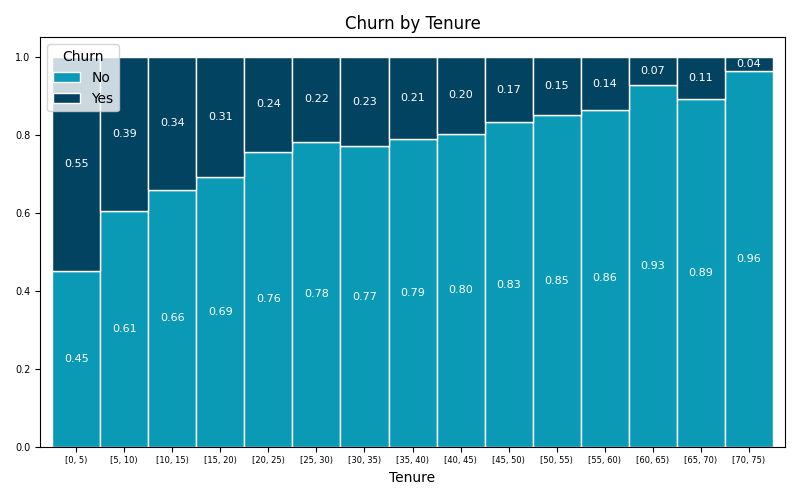 Churn by Tenure
Churn
No
Yes
1.0
0.8
0.6
0.4
0.2
0.0
0.55 0.39 0.34 0.31 0.24 0.22 0.23 0.21 0.20 0.17 0.15 0.14 0.07 0.11 0.04
0.45 0.61 0.66 0.69 0.76 0.78 0.77 0.79 0.80 0.83 0.85 0.86 0.93 0.89 0.96
[0, 5) [5, 10) [10, 15) [15, 20) [20, 25) [25, 30) [30, 35) [35, 40) [40, 45) [45, 50) [50, 55) [55, 60) [60, 65) [65, 70) [70, 75)
Tenure